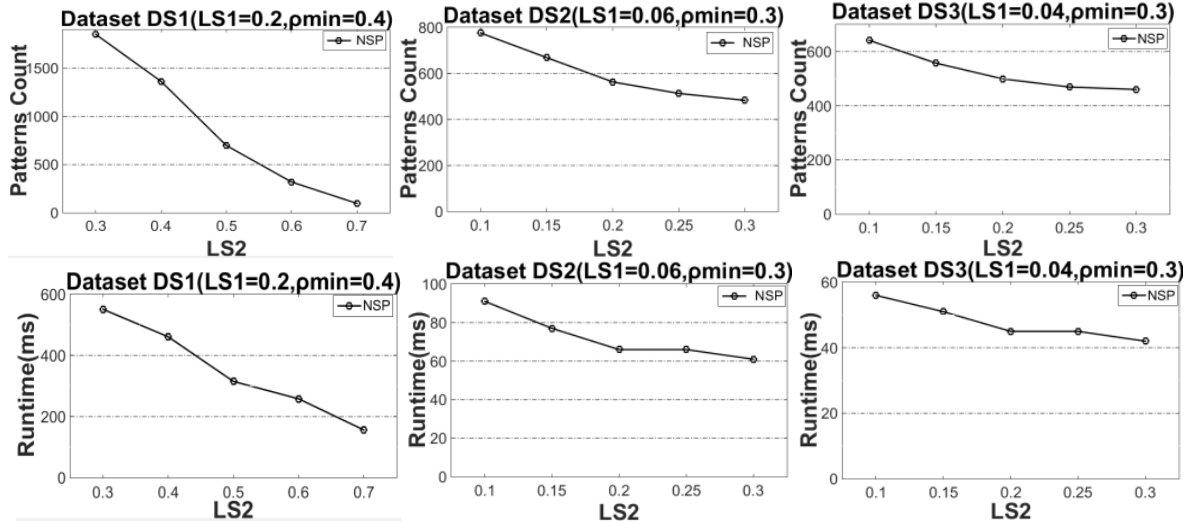 Dataset DS1(LS1=0.2,ρmin=0.4)
NSP
Patterns Count
1500
1000
500
0
0.3 0.4 0.5 0.6 0.7
LS2
Dataset DS2(LS1=0.06,ρmin=0.3)
NSP
Patterns Count
800
600
400
200
0
0.1 0.15 0.2 0.25 0.3
LS2
Dataset DS3(LS1=0.04,ρmin=0.3)
NSP
Patterns Count
600
400
200
0
0.1 0.15 0.2 0.25 0.3
LS2
Dataset DS1(LS1=0.2,ρmin=0.4)
NSP
Runtime(ms)
600
400
200
0
0.3 0.4 0.5 0.6 0.7
LS2
Dataset DS2(LS1=0.06,ρmin=0.3)
NSP
Runtime(ms)
100
80
60
40
20
0
0.1 0.15 0.2 0.25 0.3
LS2
Dataset DS3(LS1=0.04,ρmin=0.3)
NSP
Runtime(ms)
60
40
20
0
0.1 0.15 0.2 0.25 0.3
LS2